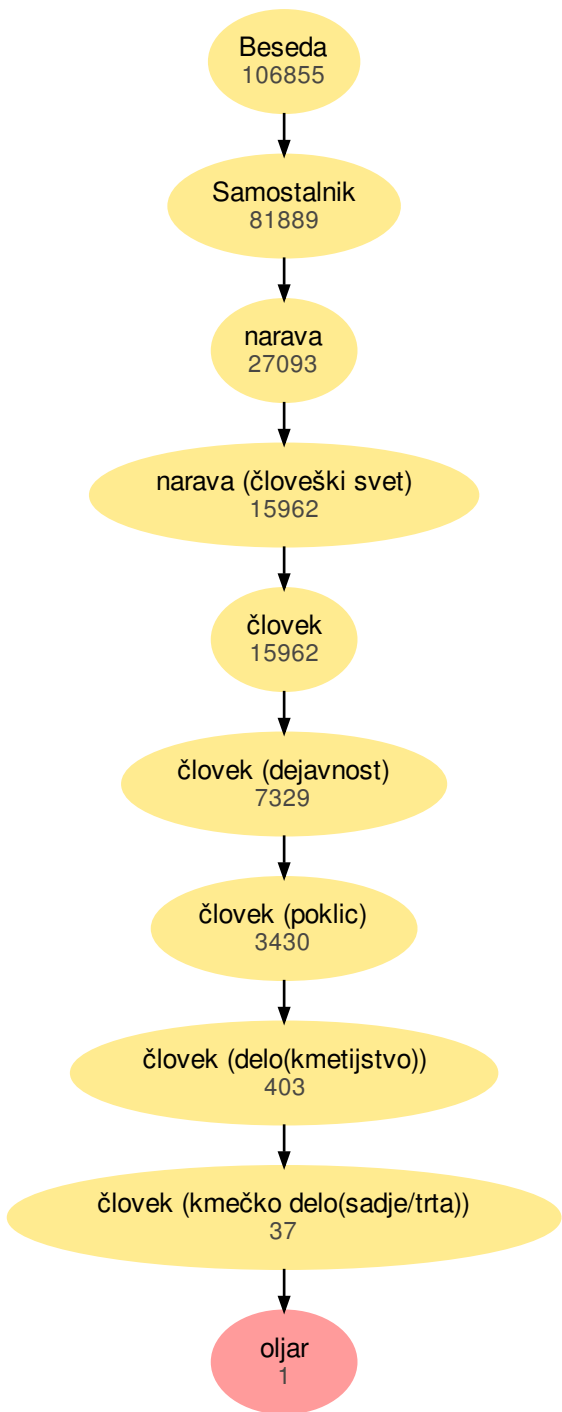 Beseda
106855
Samostalnik
81889
narava
27093
narava (človeški svet)
15962
človek
15962
človek (dejavnost)
7329
človek (poklic)
3430
človek (delo(kmetijstvo))
403
človek (kmečko delo(sadje/trta))
37
oljar
1